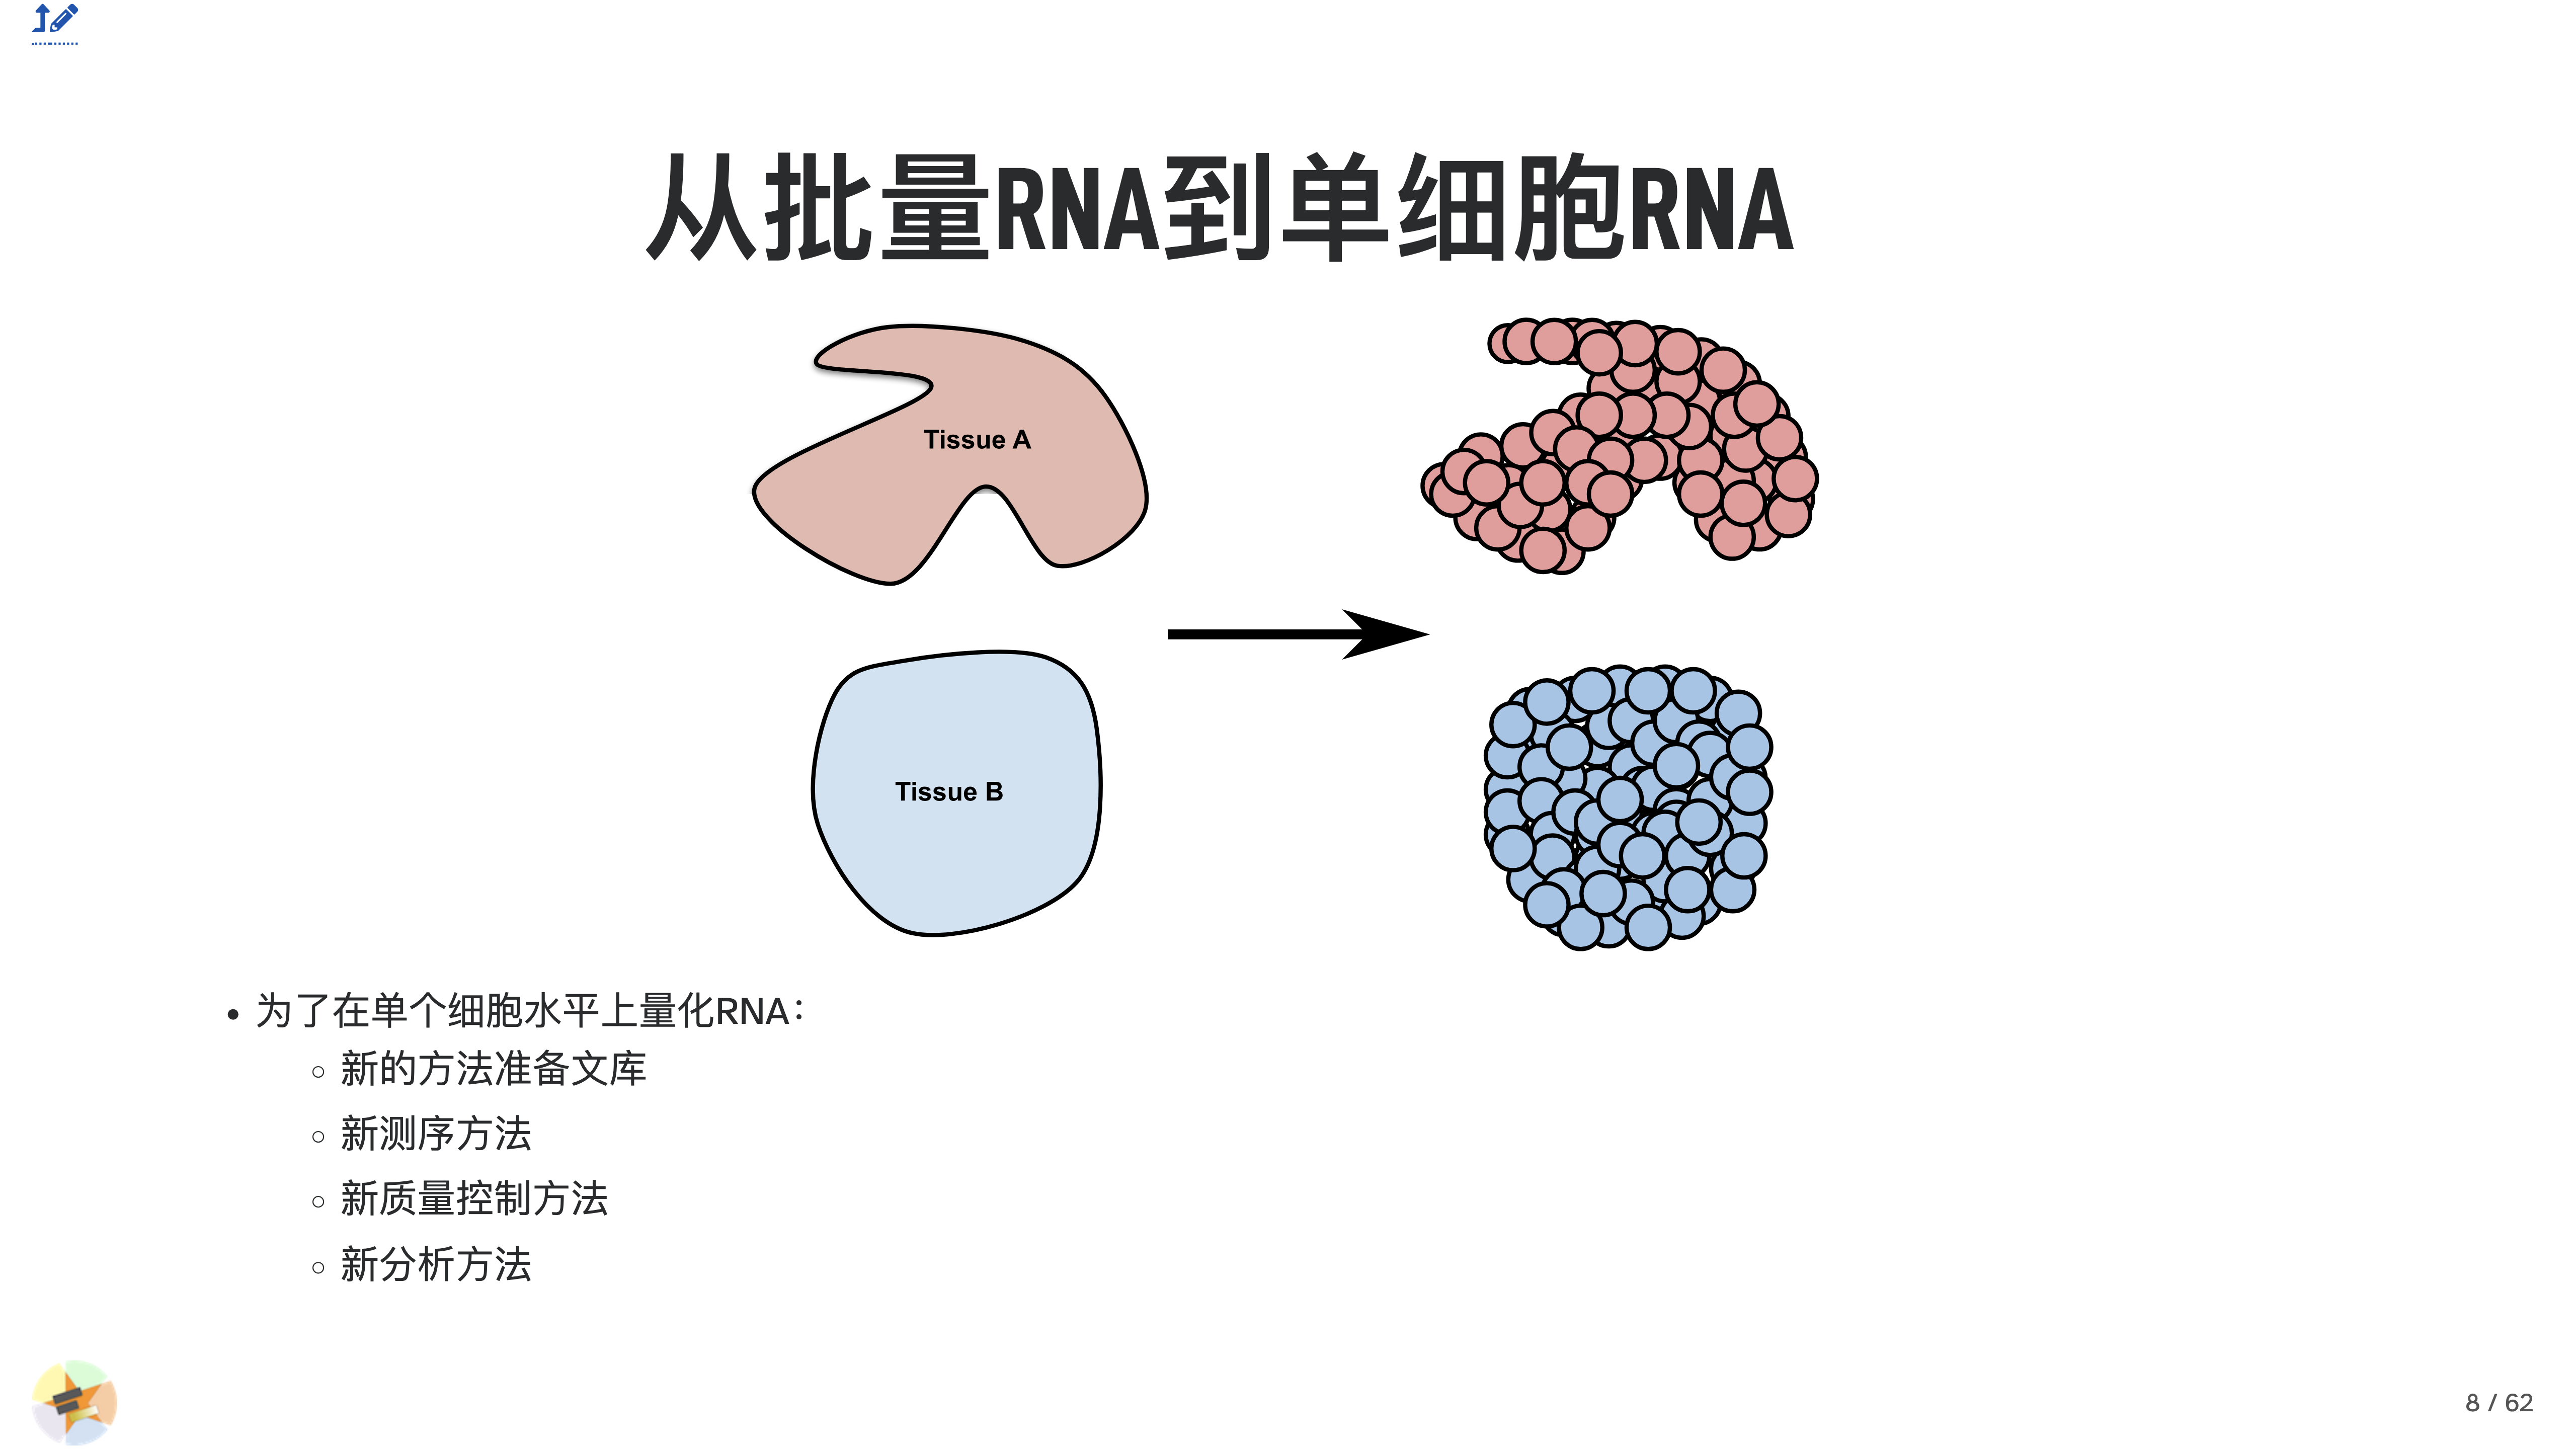 从批量RNA到单细胞RNA
Tissue A
Tissue B
为了在单个细胞水平上量化RNA：
新的方法准备文库
新测序方法
新质量控制方法
新分析方法
8 / 62